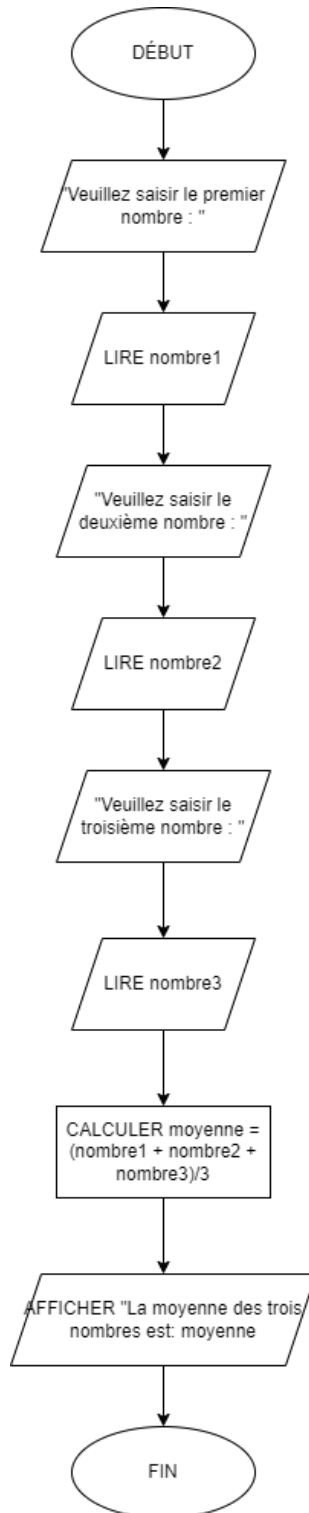 DÉBUT
"Veuillez saisir le premier
nombre : "
LIRE nombre1
"Veuillez saisir le
deuxième nombre : "
LIRE nombre2
"Veuillez saisir le
troisième nombre : "
LIRE nombre3
CALCULER moyenne =
(nombre1 + nombre2 +
nombre3)/3
AFFICHER "La moyenne des trois
nombres est: moyenne
FIN